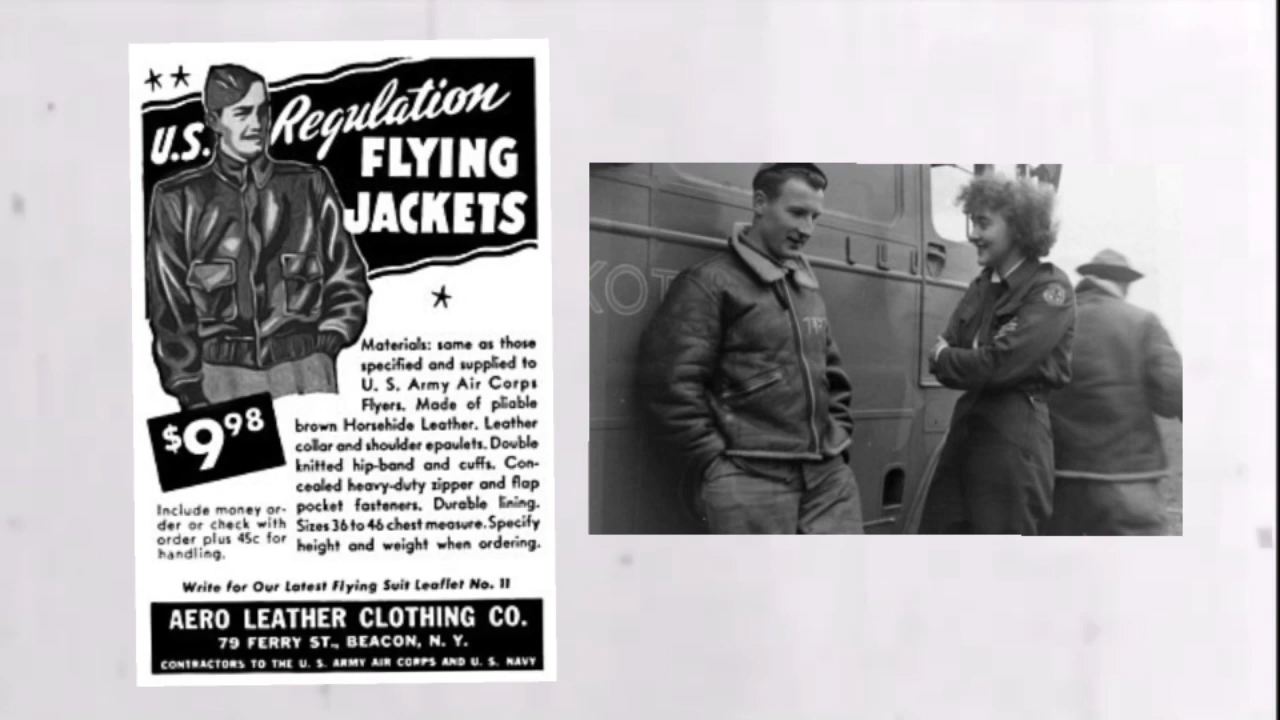 U.S. Regulation
FLYING
JACKETS
Materials: same as those
specified and supplied to
U. S. Army Air Corps
Flyers. Made of pliable
brown Horsehide Leather. Leather
collar and shoulder epaulets. Double
knitted hip-band and cuffs. Con-
cealed heavy-duty zipper and flap
pocket fasteners. Durable lining.
Sizes 36 to 46 chest measure. Specify
height and weight when ordering.
$9.98
Include money or-
der or check with
order plus 45c for
handling.
Write for Our Latest Flying Suit Leaflet No. 11
AERO LEATHER CLOTHING CO.
79 FERRY ST., BEACON, N. Y.
CONTRACTORS TO THE U. S. ARMY AIR CORPS AND U. S. NAVY
KOT